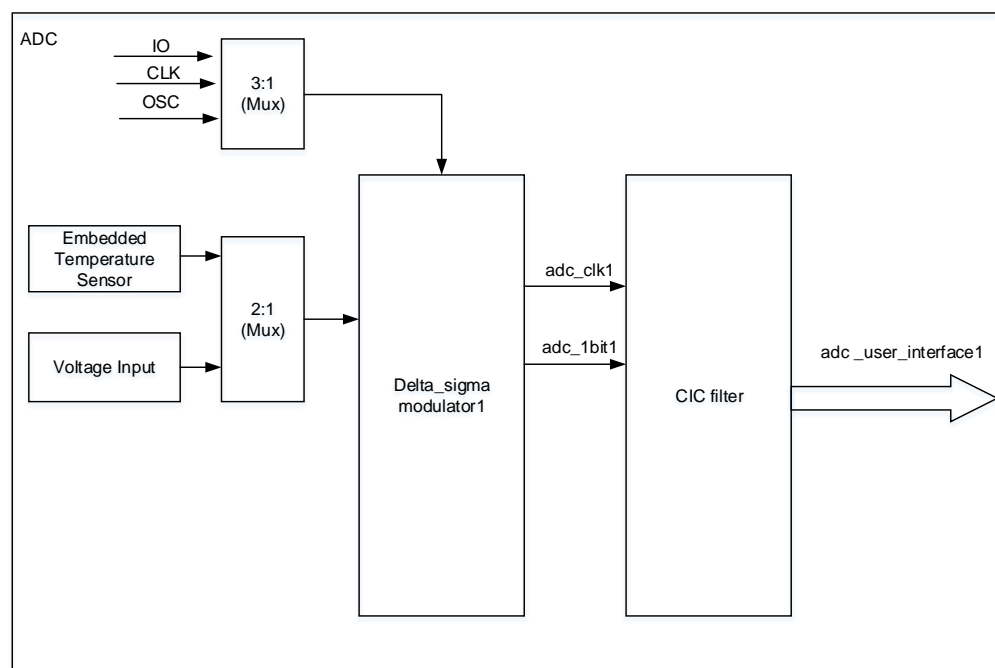 ADC
IO
CLK
OSC
3:1
(Mux)
Embedded
Temperature
Sensor
Voltage Input
2:1
(Mux)
Delta_sigma
modulator1
adc_clk1
adc_1bit1
CIC filter
adc _user_interface1